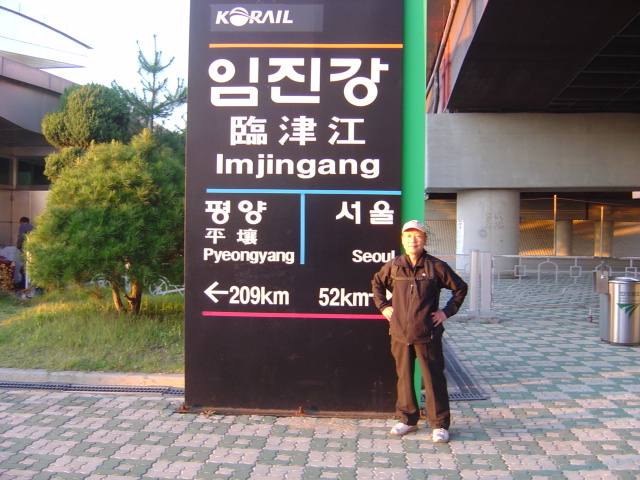 KORAIL
임진강
臨津江
Imjingang
평양 서울
平壤
Pyeongyang Seoul
←209km 52km→